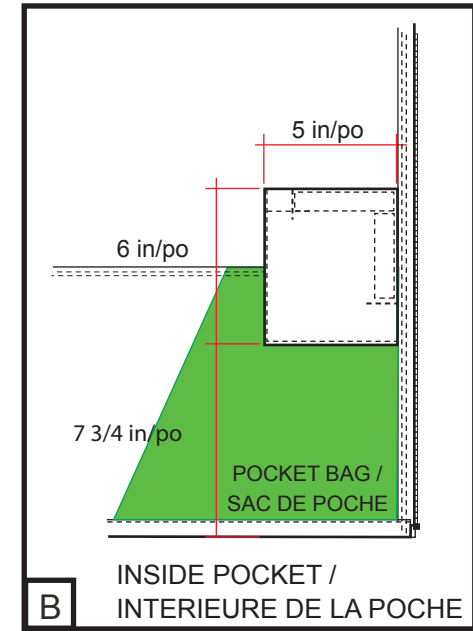 5 in/po
6 in/po
7 3/4 in/po
POCKET BAG /
SAC DE POCHE
B
INSIDE POCKET /
INTERIEURE DE LA POCHE